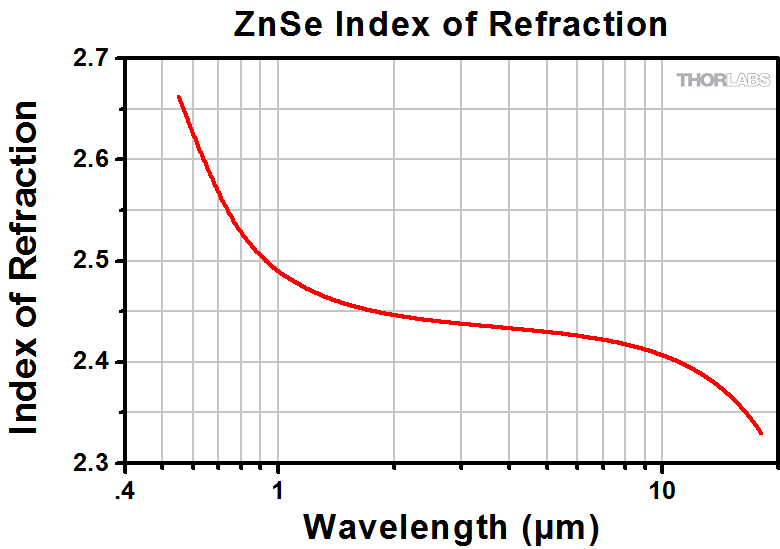 ZnSe Index of Refraction
THORLABS
Index of Refraction
2.7
2.6
2.5
2.4
2.3
.4
1
10
Wavelength (µm)